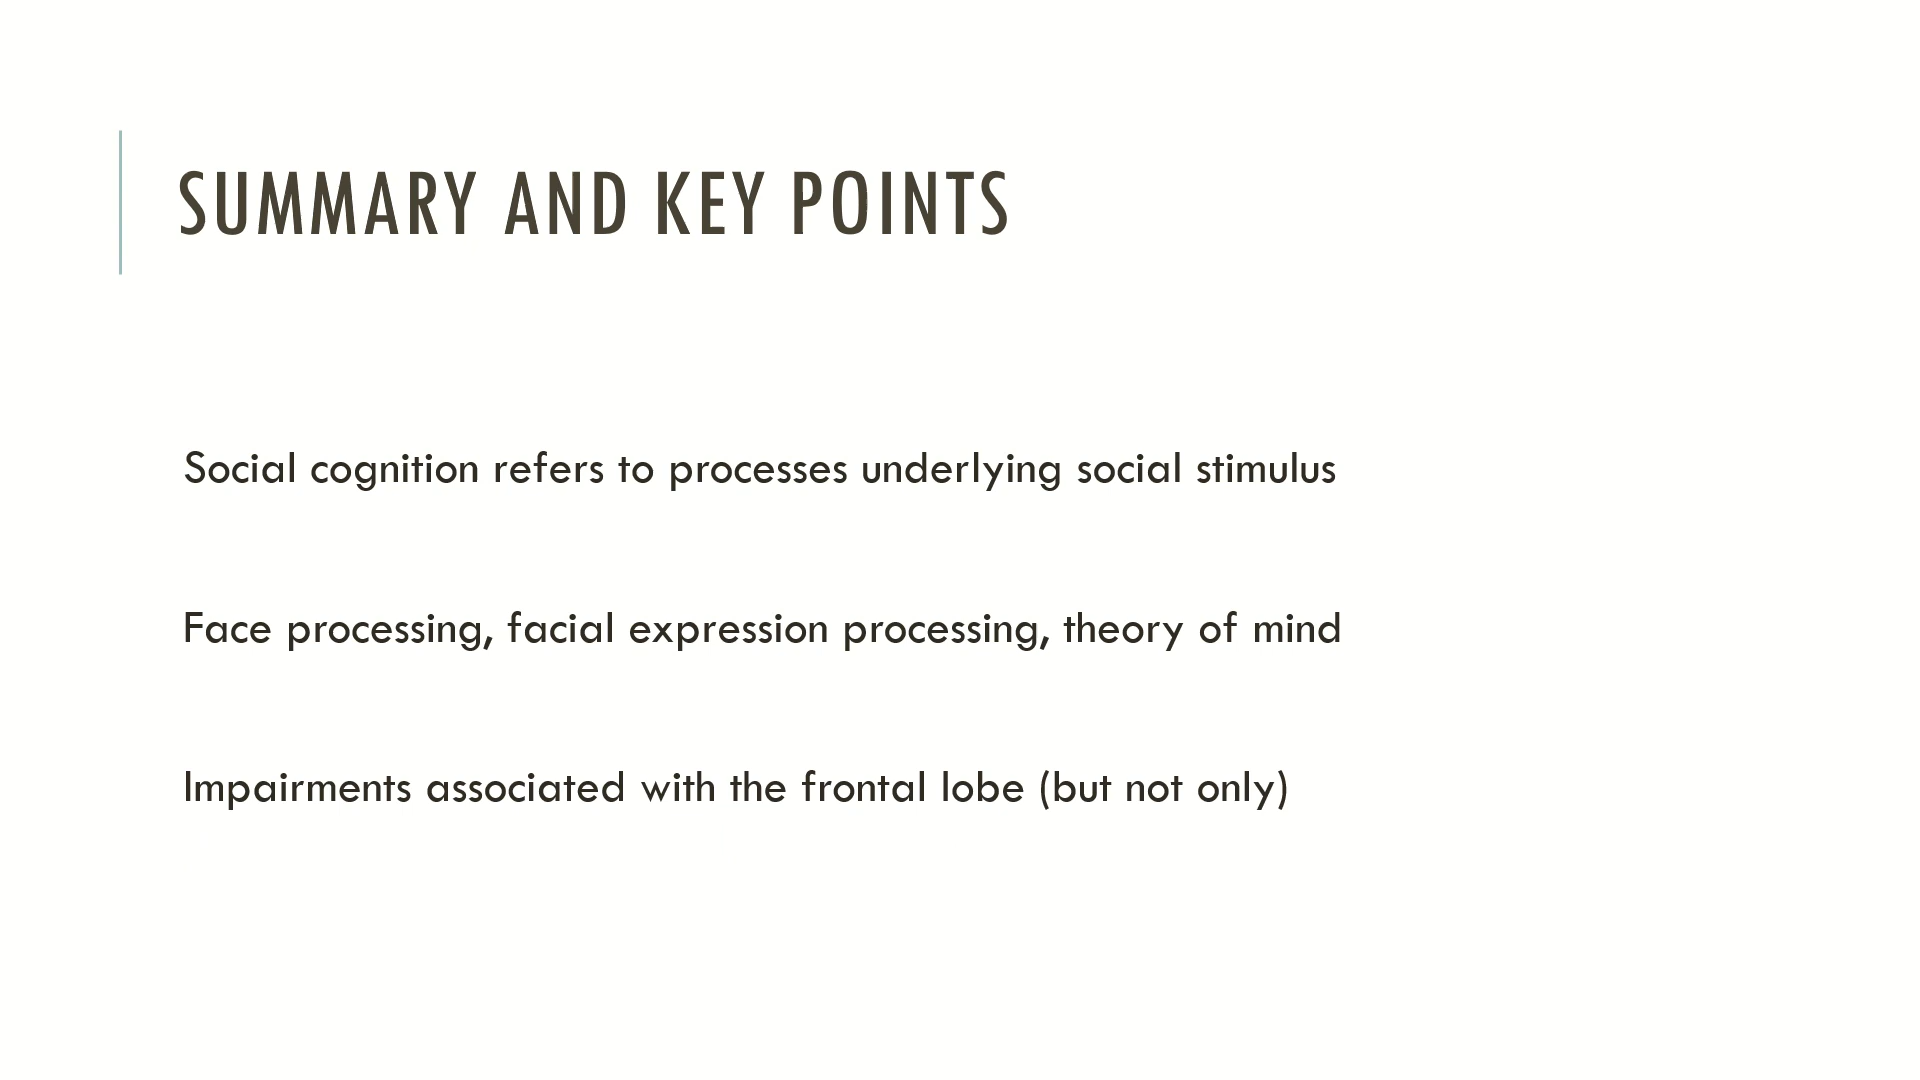 SUMMARY AND KEY POINTS
Social cognition refers to processes underlying social stimulus
Face processing, facial expression processing, theory of mind
Impairments associated with the frontal lobe (but not only)